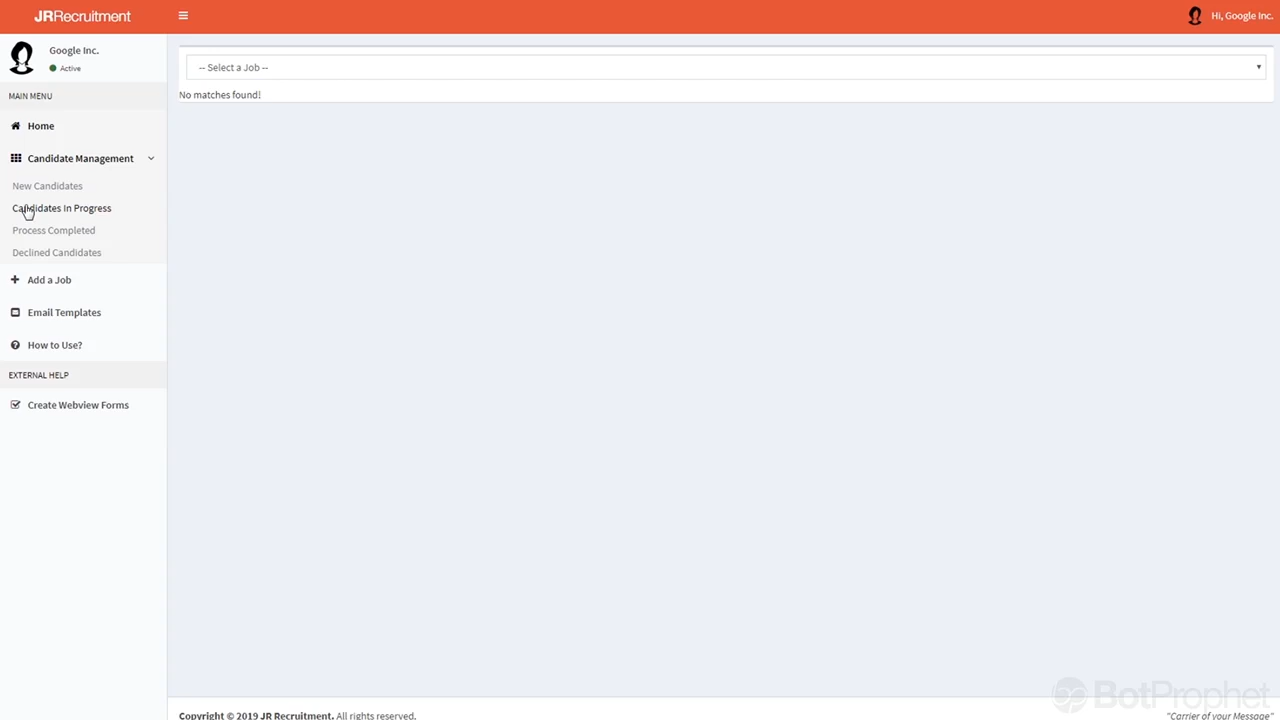 JRRecruitment
Hi, Google Inc.
Google Inc.
Active
MAIN MENU
Home
Candidate Management
New Candidates
Candidates In Progress
Process Completed
Declined Candidates
Add a Job
Email Templates
How to Use?
EXTERNAL HELP
Create Webview Forms
-- Select a Job --
No matches found!
BotProphet
Copyright © 2019 JR Recruitment. All rights reserved.
"Carrier of your Message"